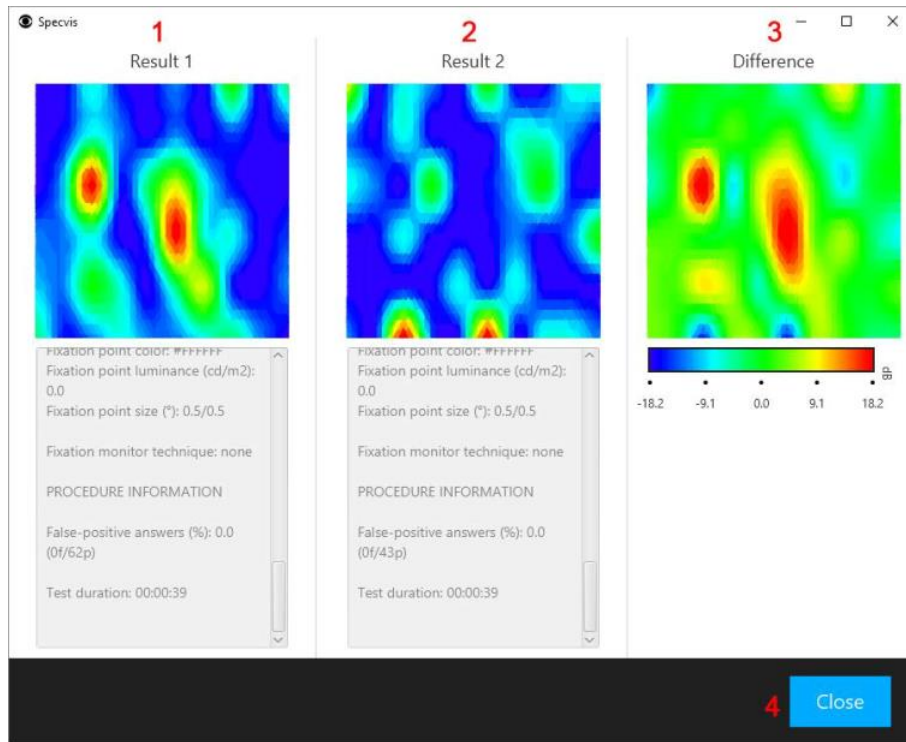 Specvis
1
2
3
Result 1
Result 2
Difference
Fixation point color: #FFFFFF
Fixation point luminance (cd/m2):
0.0
Fixation point size (°): 0.5/0.5
Fixation monitor technique: none
PROCEDURE INFORMATION
False-positive answers (%): 0.0
(0f/62p)
Test duration: 00:00:39
Fixation point color: #FFFFFF
Fixation point luminance (cd/m2):
0.0
Fixation point size (°): 0.5/0.5
Fixation monitor technique: none
PROCEDURE INFORMATION
False-positive answers (%): 0.0
(0f/43p)
Test duration: 00:00:39
dB
-18.2 -9.1 0.0 9.1 18.2
4
Close